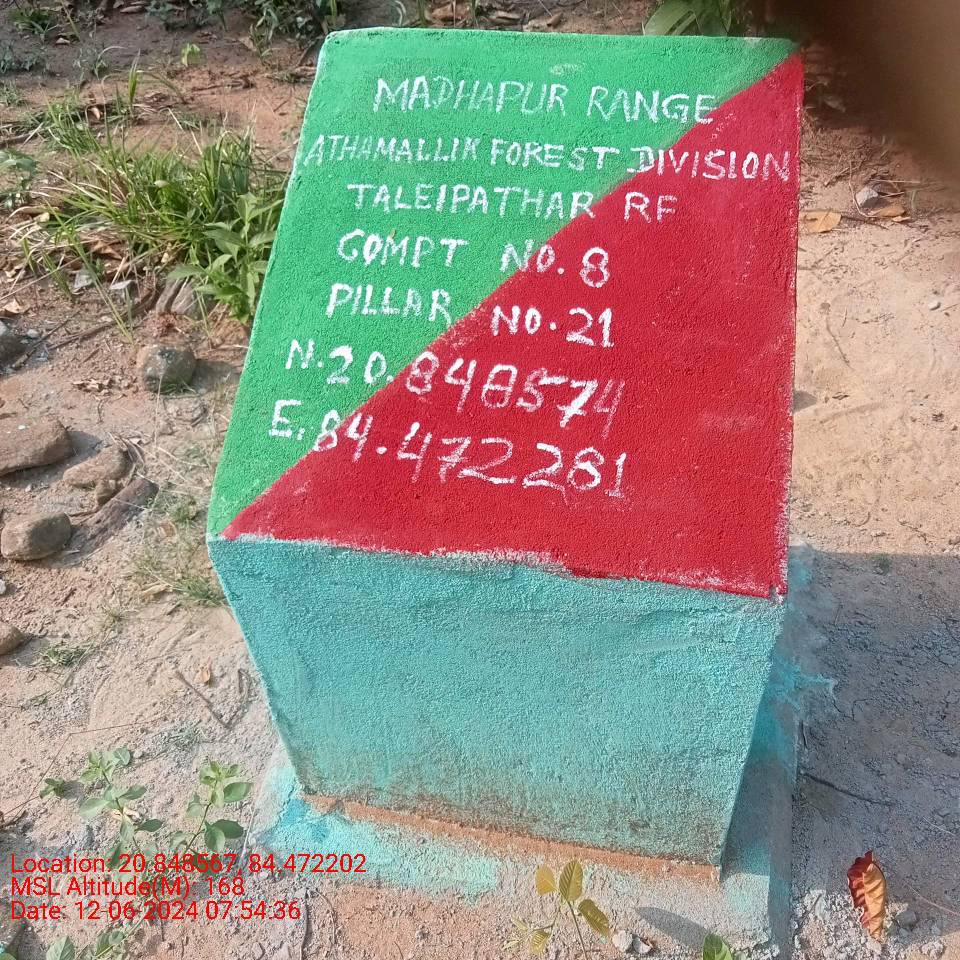 MADHAPUR RANGE
ATHAMALLIK FOREST DIVISION
TALEIPATHAR RF
COMPT NO. 8
PILLAR NO. 21
N. 20.848574
E. 84.472281
Location: 20.848567, 84.472202
MSL Altitude(M): 168
Date: 12-06-2024 07:54:36